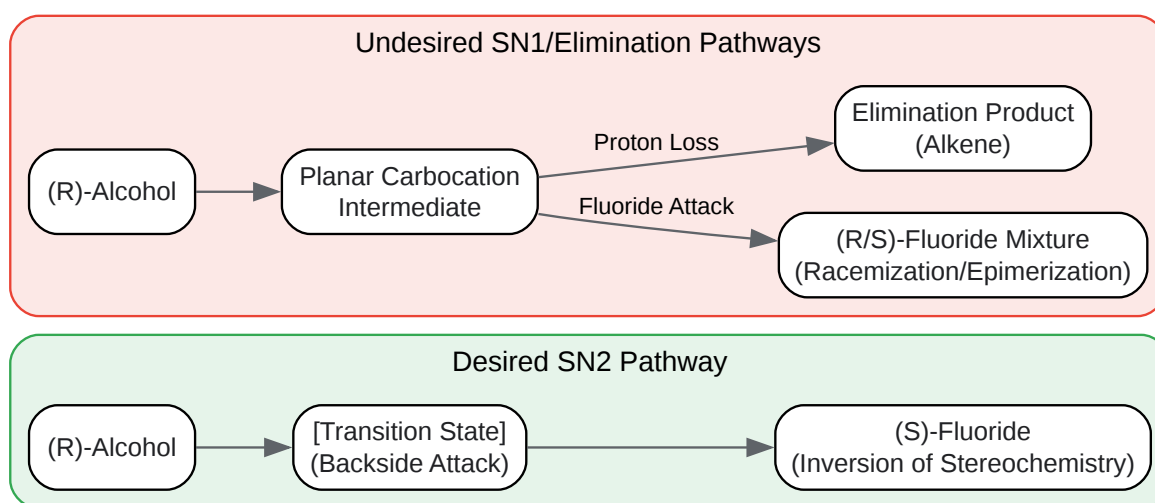 Undesired SN1/Elimination Pathways
(R)-Alcohol
Planar Carbocation
Intermediate
Proton Loss
Elimination Product
(Alkene)
Fluoride Attack
(R/S)-Fluoride Mixture
(Racemization/Epimerization)
Desired SN2 Pathway
(R)-Alcohol
[Transition State]
(Backside Attack)
(S)-Fluoride
(Inversion of Stereochemistry)